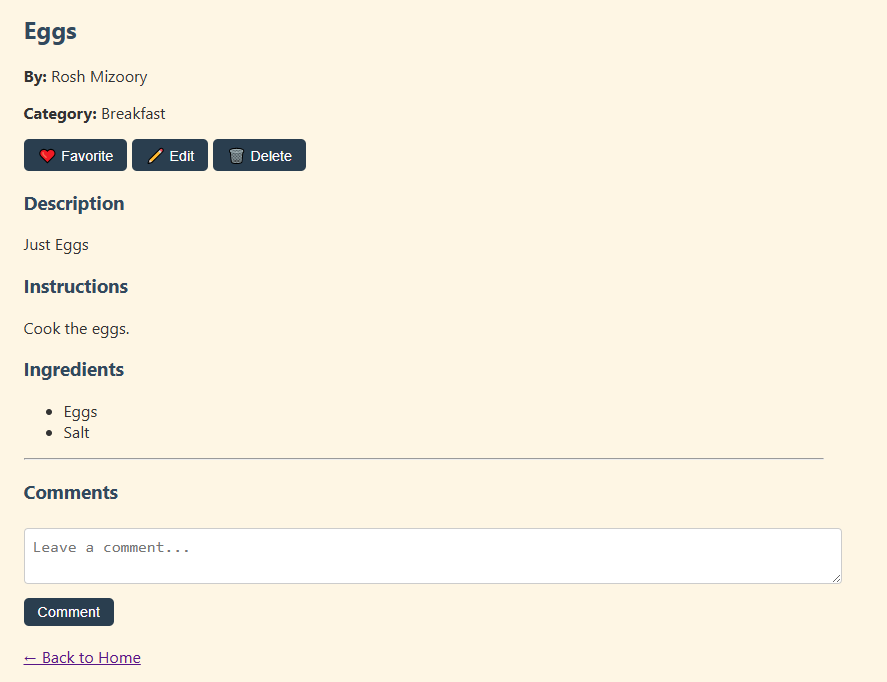 Eggs
By: Rosh Mizoory
Category: Breakfast
❤️ Favorite ✏️ Edit 🗑️ Delete
Description
Just Eggs
Instructions
Cook the eggs.
Ingredients
• Eggs
• Salt
Comments
Leave a comment...
Comment
← Back to Home